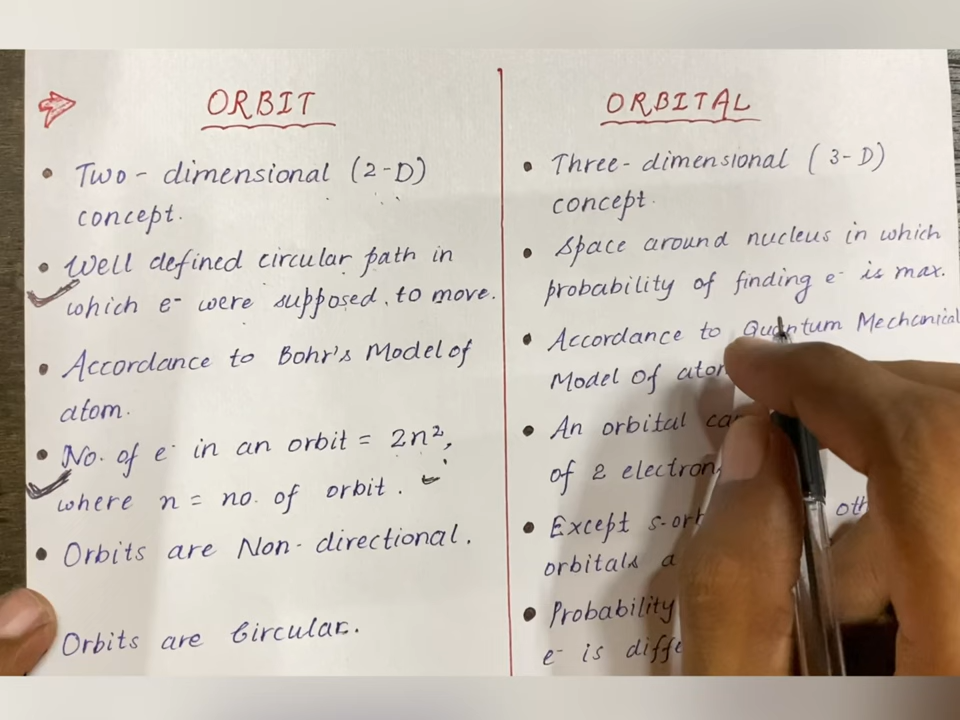 ORBIT
Two-dimensional (2-D)
concept.
Well defined circular path in
which e- were supposed to move.
Accordance to Bohr's Model of
atom.
No. of e- in an orbit = 2n²,
where n = no. of orbit.
Orbits are Non-directional.
Orbits are Circular.
ORBITAL
Three-dimensional (3-D)
concept.
Space around nucleus in which
probability of finding e- is max.
Accordance to Quantum Mechanical
Model Of
An orbital
of 2
Except
orbitals
Probability
e- is